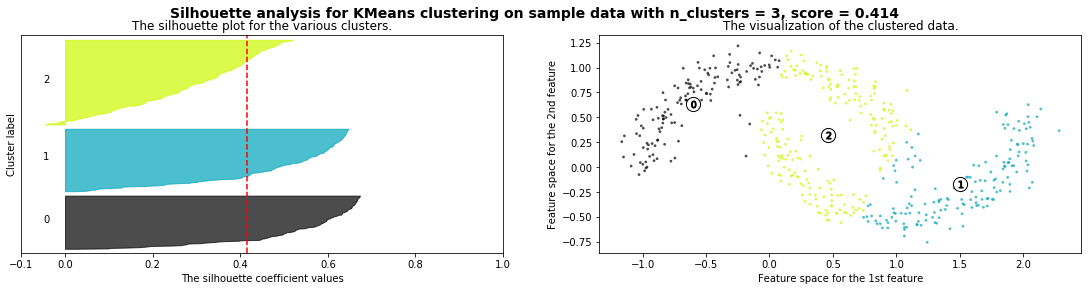 Silhouette analysis for KMeans clustering on sample data with n_clusters = 3, score = 0.414
The silhouette plot for the various clusters.
Cluster label
2
1
0
−0.1 0.0 0.2 0.4 0.6 0.8 1.0
The silhouette coefficient values
The visualization of the clustered data.
Feature space for the 2nd feature
1.25
1.00
0.75
0.50
0.25
0.00
−0.25
−0.50
−0.75
0
2
1
−1.0 −0.5 0.0 0.5 1.0 1.5 2.0
Feature space for the 1st feature